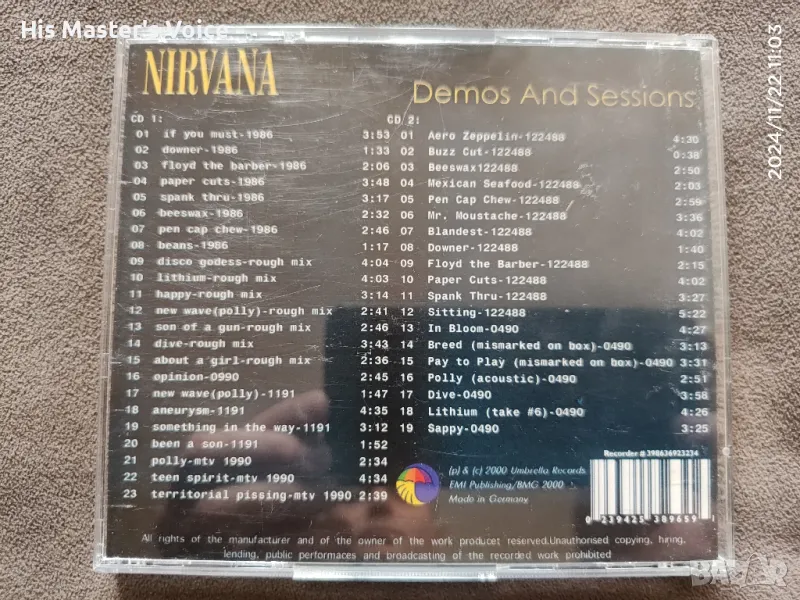 His Master's Voice
2024/11/22 11:03
NIRVANA
Demos And Sessions
CD 1:
01 if you must-1986 3:53
02 downer-1986 1:33
03 floyd the barber-1986 2:06
04 paper cuts-1986 3:48
05 spank thru-1986 3:17
06 beeswax-1986 2:32
07 pen cap chew-1986 2:46
08 beans-1986 1:17
09 disco godess-rough mix 4:04
10 lithium-rough mix 4:03
11 happy-rough mix 3:14
12 new wave(polly)-rough mix 2:41
13 son of a gun-rough mix 2:46
14 dive-rough mix 3:43
15 about a girl-rough mix 2:36
16 opinion-0990 2:45
17 new wave(polly)-1191 1:47
18 aneurysm-1191 4:35
19 something in the way-1191 3:12
20 been a son-1191 1:52
21 polly-mtv 1990 2:34
22 teen spirit-mtv 1990 4:34
23 territorial pissing-mtv 1990 2:39
CD 2:
01 Aero Zeppelin-122488 4:30
02 Buzz Cut-122488 0:38
03 Beeswax122488 2:50
04 Mexican Seafood-122488 2:03
05 Pen Cap Chew-122488 2:59
06 Mr. Moustache-122488 3:36
07 Blandest-122488 4:02
08 Downer-122488 1:40
09 Floyd the Barber-122488 2:15
10 Paper Cuts-122488 4:02
11 Spank Thru-122488 3:27
12 Sitting-122488 5:22
13 In Bloom-0490 4:27
14 Breed (mismarked on box)-0490 3:13
15 Pay to Play (mismarked on box)-0490 3:31
16 Polly (acoustic)-0490 2:51
17 Dive-0490 3:58
18 Lithium (take #6)-0490 4:26
19 Sappy-0490 3:25
(p) & (c) 2000 Umbrella Records.
EMI Publishing/BMG 2000
Made in Germany
Recorder # 398636923234
0 239425 389659
All rights of the manufacturer and of the owner of the work producet reserved.Unauthorised copying, hiring,
lending, public performaces and broadcasting of the recorded work prohibited
BAZAR